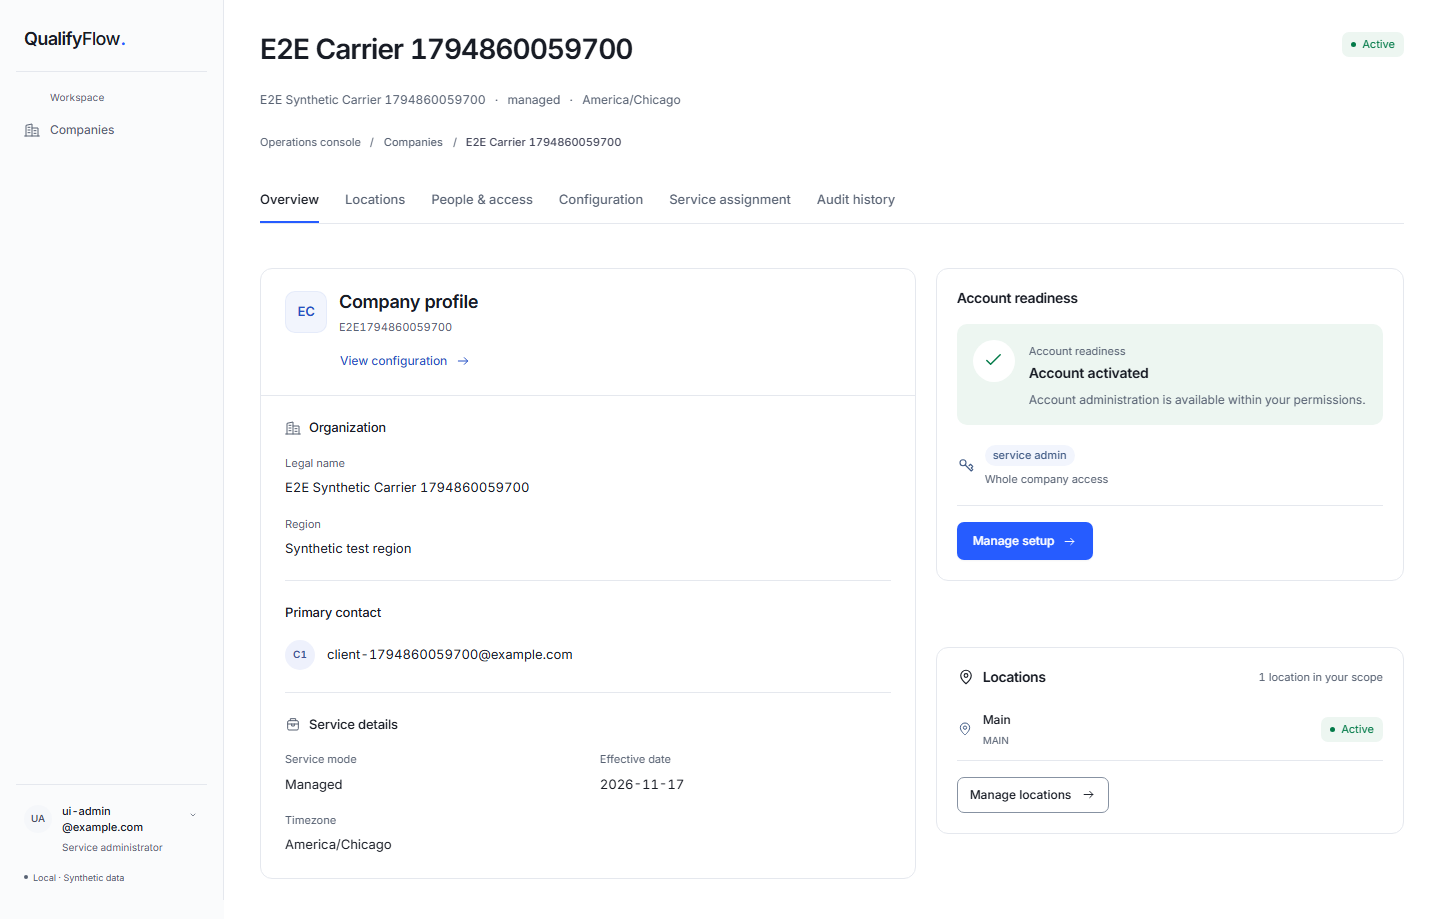 QualifyFlow.
Workspace
Companies
ui-admin
@example.com
UA
Service administrator
Local · Synthetic data
E2E Carrier 1794860059700
Active
E2E Synthetic Carrier 1794860059700 · managed · America/Chicago
Operations console / Companies / E2E Carrier 1794860059700
Overview Locations People & access Configuration Service assignment Audit history
EC
Company profile
E2E1794860059700
View configuration →
Organization
Legal name
E2E Synthetic Carrier 1794860059700
Region
Synthetic test region
Primary contact
C1 client-1794860059700@example.com
Service details
Service mode Effective date
Managed 2026-11-17
Timezone
America/Chicago
Account readiness
Account readiness
Account activated
Account administration is available within your permissions.
service admin
Whole company access
Manage setup →
Locations 1 location in your scope
Main
MAIN
Active
Manage locations →